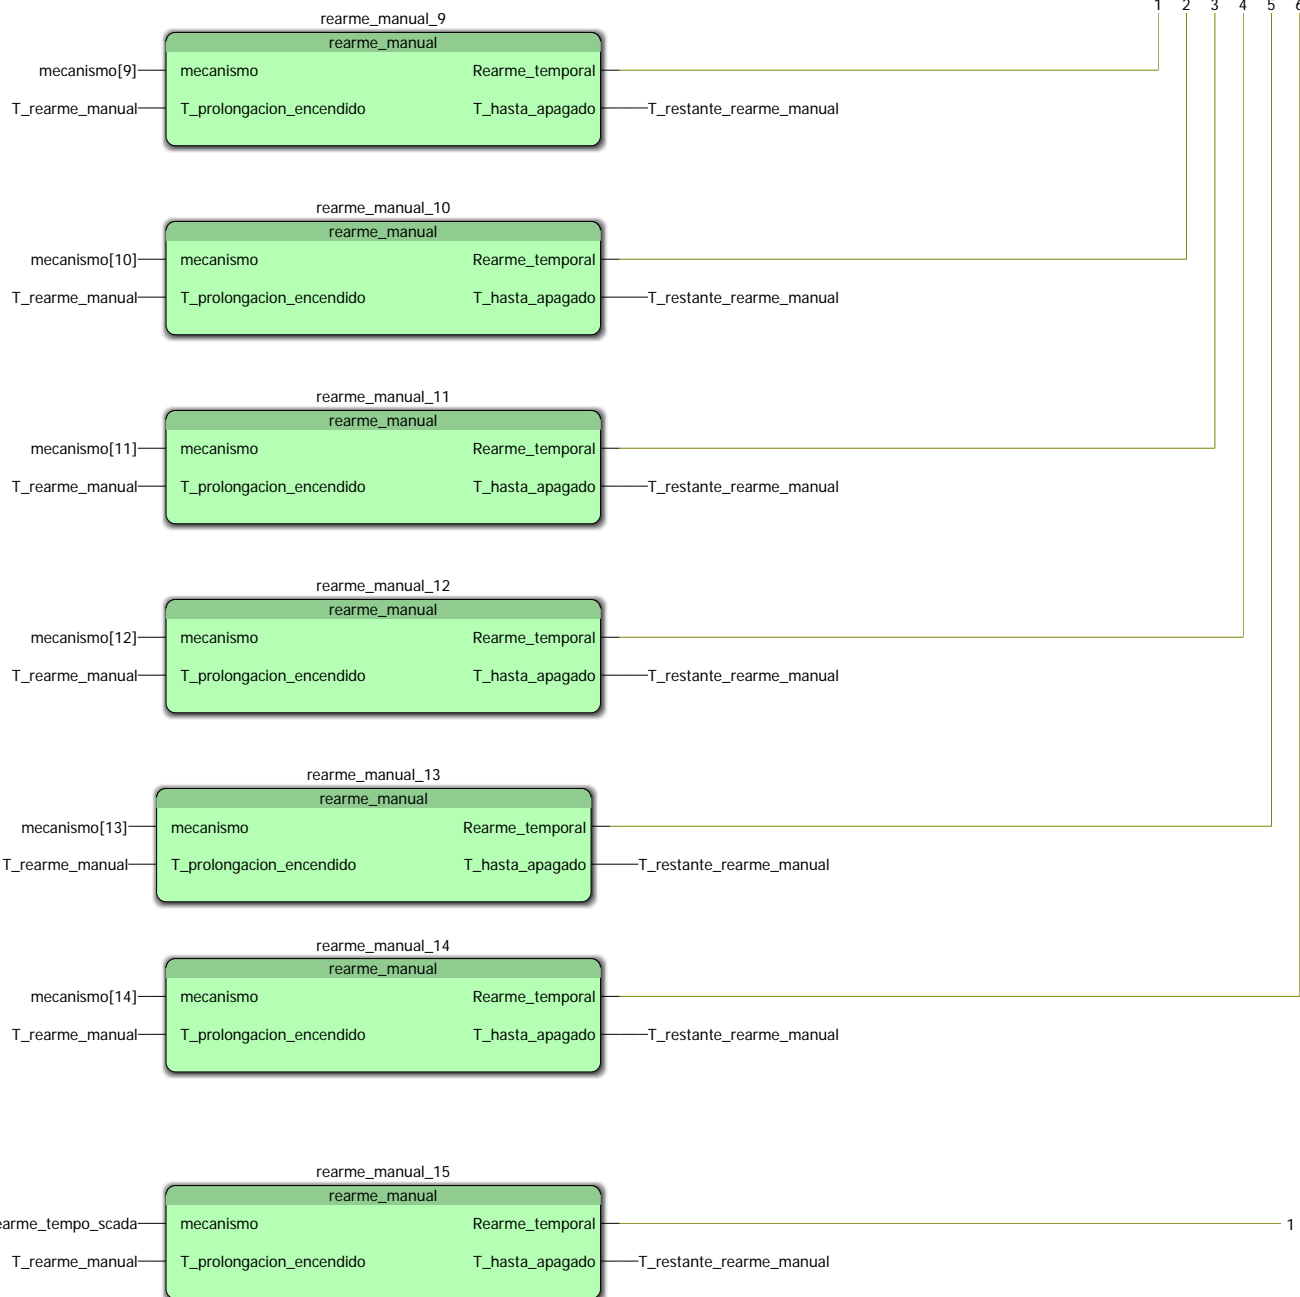 1 2 3 4 5 6
rearme_manual_9
rearme_manual
mecanismo[9] mecanismo Rearme_temporal
T_rearme_manual T_prolongacion_encendido T_hasta_apagado T_restante_rearme_manual
rearme_manual_10
rearme_manual
mecanismo[10] mecanismo Rearme_temporal
T_rearme_manual T_prolongacion_encendido T_hasta_apagado T_restante_rearme_manual
rearme_manual_11
rearme_manual
mecanismo[11] mecanismo Rearme_temporal
T_rearme_manual T_prolongacion_encendido T_hasta_apagado T_restante_rearme_manual
rearme_manual_12
rearme_manual
mecanismo[12] mecanismo Rearme_temporal
T_rearme_manual T_prolongacion_encendido T_hasta_apagado T_restante_rearme_manual
rearme_manual_13
rearme_manual
mecanismo[13] mecanismo Rearme_temporal
T_rearme_manual T_prolongacion_encendido T_hasta_apagado T_restante_rearme_manual
rearme_manual_14
rearme_manual
mecanismo[14] mecanismo Rearme_temporal
T_rearme_manual T_prolongacion_encendido T_hasta_apagado T_restante_rearme_manual
rearme_manual_15
rearme_manual
earme_tempo_scada mecanismo Rearme_temporal 1
T_rearme_manual T_prolongacion_encendido T_hasta_apagado T_restante_rearme_manual